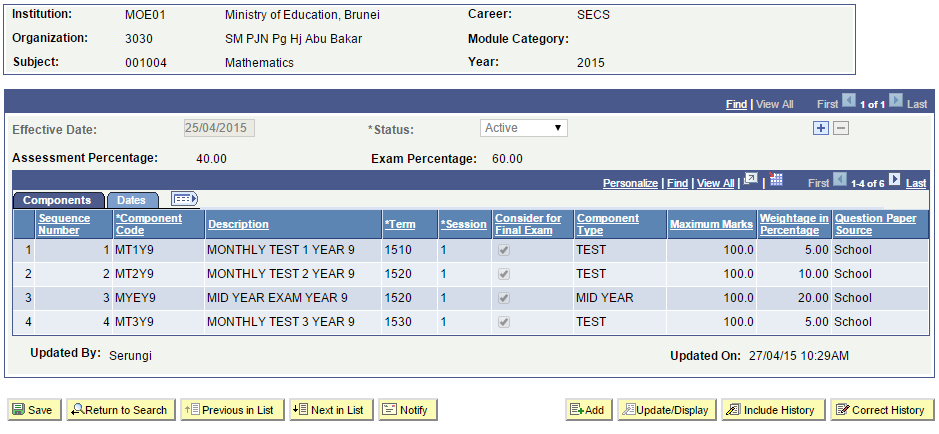 Institution: MOE01 Ministry of Education, Brunei Career: SECS
Organization: 3030 SM PJN Pg Hj Abu Bakar Module Category:
Subject: 001004 Mathematics Year: 2015
Find | View All First 1 of 1 Last
Effective Date: 25/04/2015 *Status: Active
Assessment Percentage: 40.00 Exam Percentage: 60.00
Personalize | Find | View All | First 1-4 of 6 Last
Components Dates
Sequence Number *Component Code Description *Term *Session Consider for Final Exam Component Type Maximum Marks Weightage in Percentage Question Paper Source
1 1 MT1Y9 MONTHLY TEST 1 YEAR 9 1510 1 TEST 100.0 5.00 School
2 2 MT2Y9 MONTHLY TEST 2 YEAR 9 1520 1 TEST 100.0 10.00 School
3 3 MYEY9 MID YEAR EXAM YEAR 9 1520 1 MID YEAR 100.0 20.00 School
4 4 MT3Y9 MONTHLY TEST 3 YEAR 9 1530 1 TEST 100.0 5.00 School
Updated By: Serungi Updated On: 27/04/15 10:29AM
Save Return to Search Previous in List Next in List Notify Add Update/Display Include History Correct History